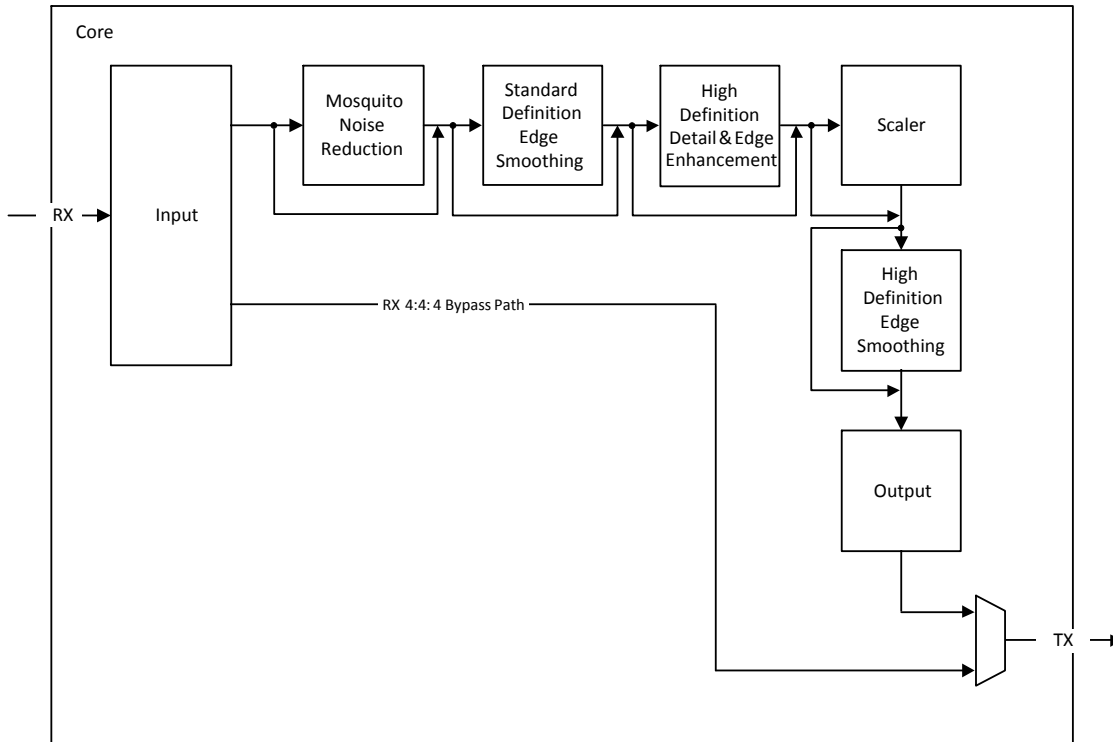 Core
Mosquito
Noise
Reduction
Standard
Definition
Edge
Smoothing
High
Definition
Detail & Edge
Enhancement
Scaler
RX
Input
High
Definition
Edge
Smoothing
RX 4:4: 4 Bypass Path
Output
TX